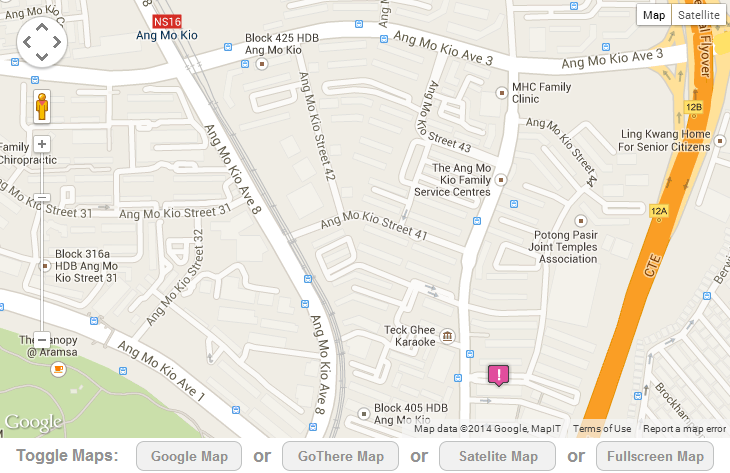 8
NS16
Ang Mo Kio
Ang Mo Kio
Block 425 HDB
Ang Mo Kio
Ang Mo Kio Ave 3
Ang Mo Kio Ave 3
Map
Satellite
Flyover
12B
MHC Family
Clinic
Ang Mo Kio Street 42
Ang Mo Kio Street 43
Ang Mo Kio Street 44
Ling Kwang Home
For Senior Citizens
Ang Mo Kio Ave 8
Family
Chiropractic
The Ang Mo
Kio Family
Service Centres
Ang Mo Kio Street 31
Ang Mo Kio Street 31
Ang Mo Kio Street 41
12A
Potong Pasir
Joint Temples
Association
Ang Mo Kio Street 32
Block 316a
HDB Ang Mo
Kio Street 31
CTE
Teck Ghee
Karaoke
The Canopy
@ Aramsa
Ang Mo Kio Ave 1
Ang Mo Kio Ave 8
!
Block 405 HDB
Ang Mo Kio
Google
Map data ©2014 Google, MapIT
Terms of Use
Report a map error
Toggle Maps: Google Map or GoThere Map or Satelite Map or Fullscreen Map